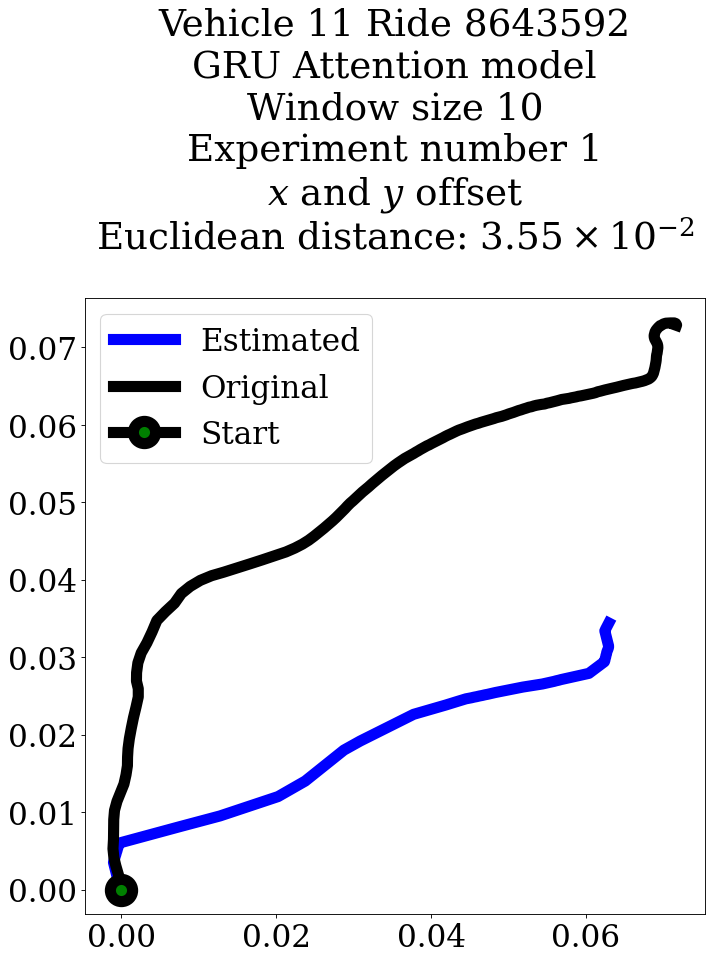 Vehicle 11 Ride 8643592
GRU Attention model
Window size 10
Experiment number 1
x and y offset
Euclidean distance: 3.55 × 10⁻²
Estimated
Original
Start
0.07
0.06
0.05
0.04
0.03
0.02
0.01
0.00
0.00 0.02 0.04 0.06